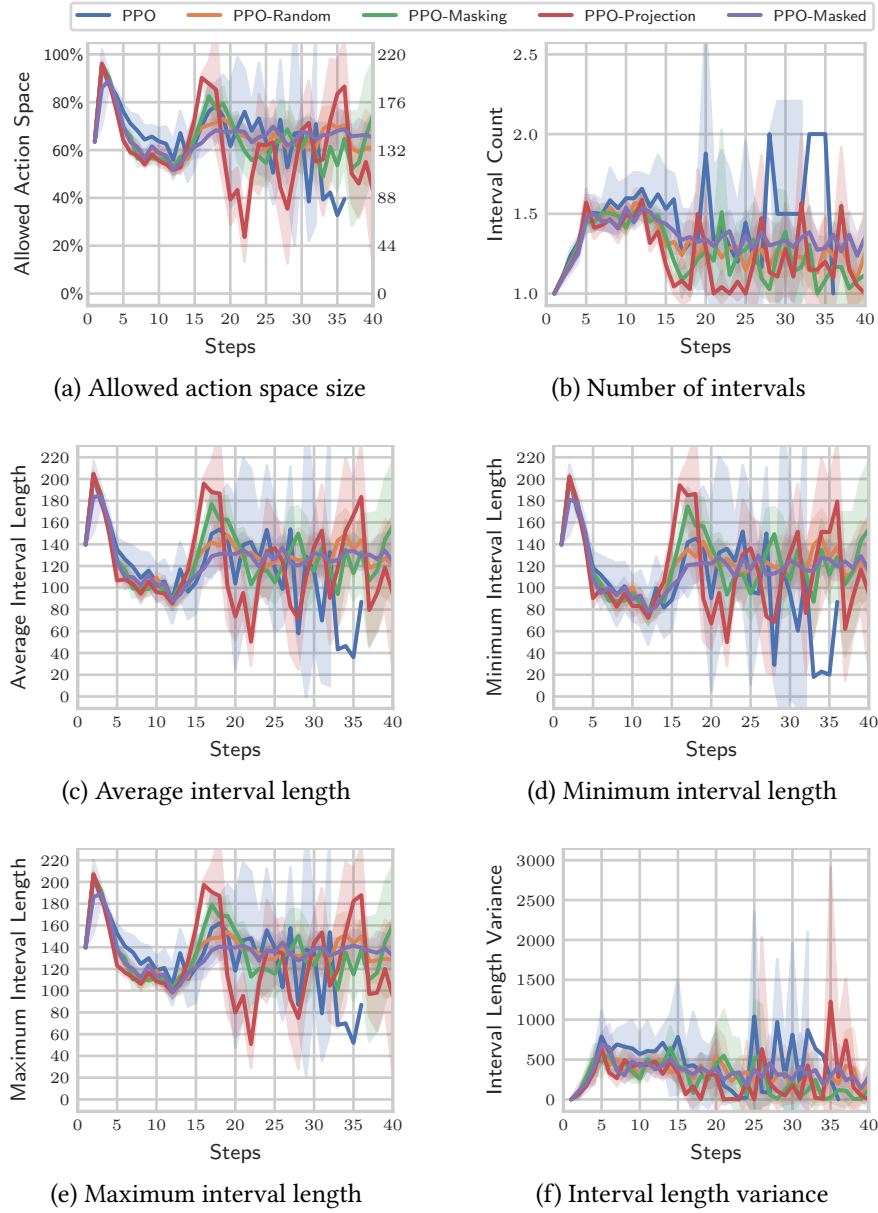 PPO PPO-Random PPO-Masking PPO-Projection PPO-Masked
100%
80%
60%
40%
20%
0%
220
176
132
88
44
0
Allowed Action Space
0 5 10 15 20 25 30 35 40
Steps
(a) Allowed action space size
2.5
2.0
1.5
1.0
Interval Count
0 5 10 15 20 25 30 35 40
Steps
(b) Number of intervals
220
200
180
160
140
120
100
80
60
40
20
0
Average Interval Length
0 5 10 15 20 25 30 35 40
Steps
(c) Average interval length
220
200
180
160
140
120
100
80
60
40
20
0
Minimum Interval Length
0 5 10 15 20 25 30 35 40
Steps
(d) Minimum interval length
220
200
180
160
140
120
100
80
60
40
20
0
Maximum Interval Length
0 5 10 15 20 25 30 35 40
Steps
(e) Maximum interval length
3000
2500
2000
1500
1000
500
0
Interval Length Variance
0 5 10 15 20 25 30 35 40
Steps
(f) Interval length variance